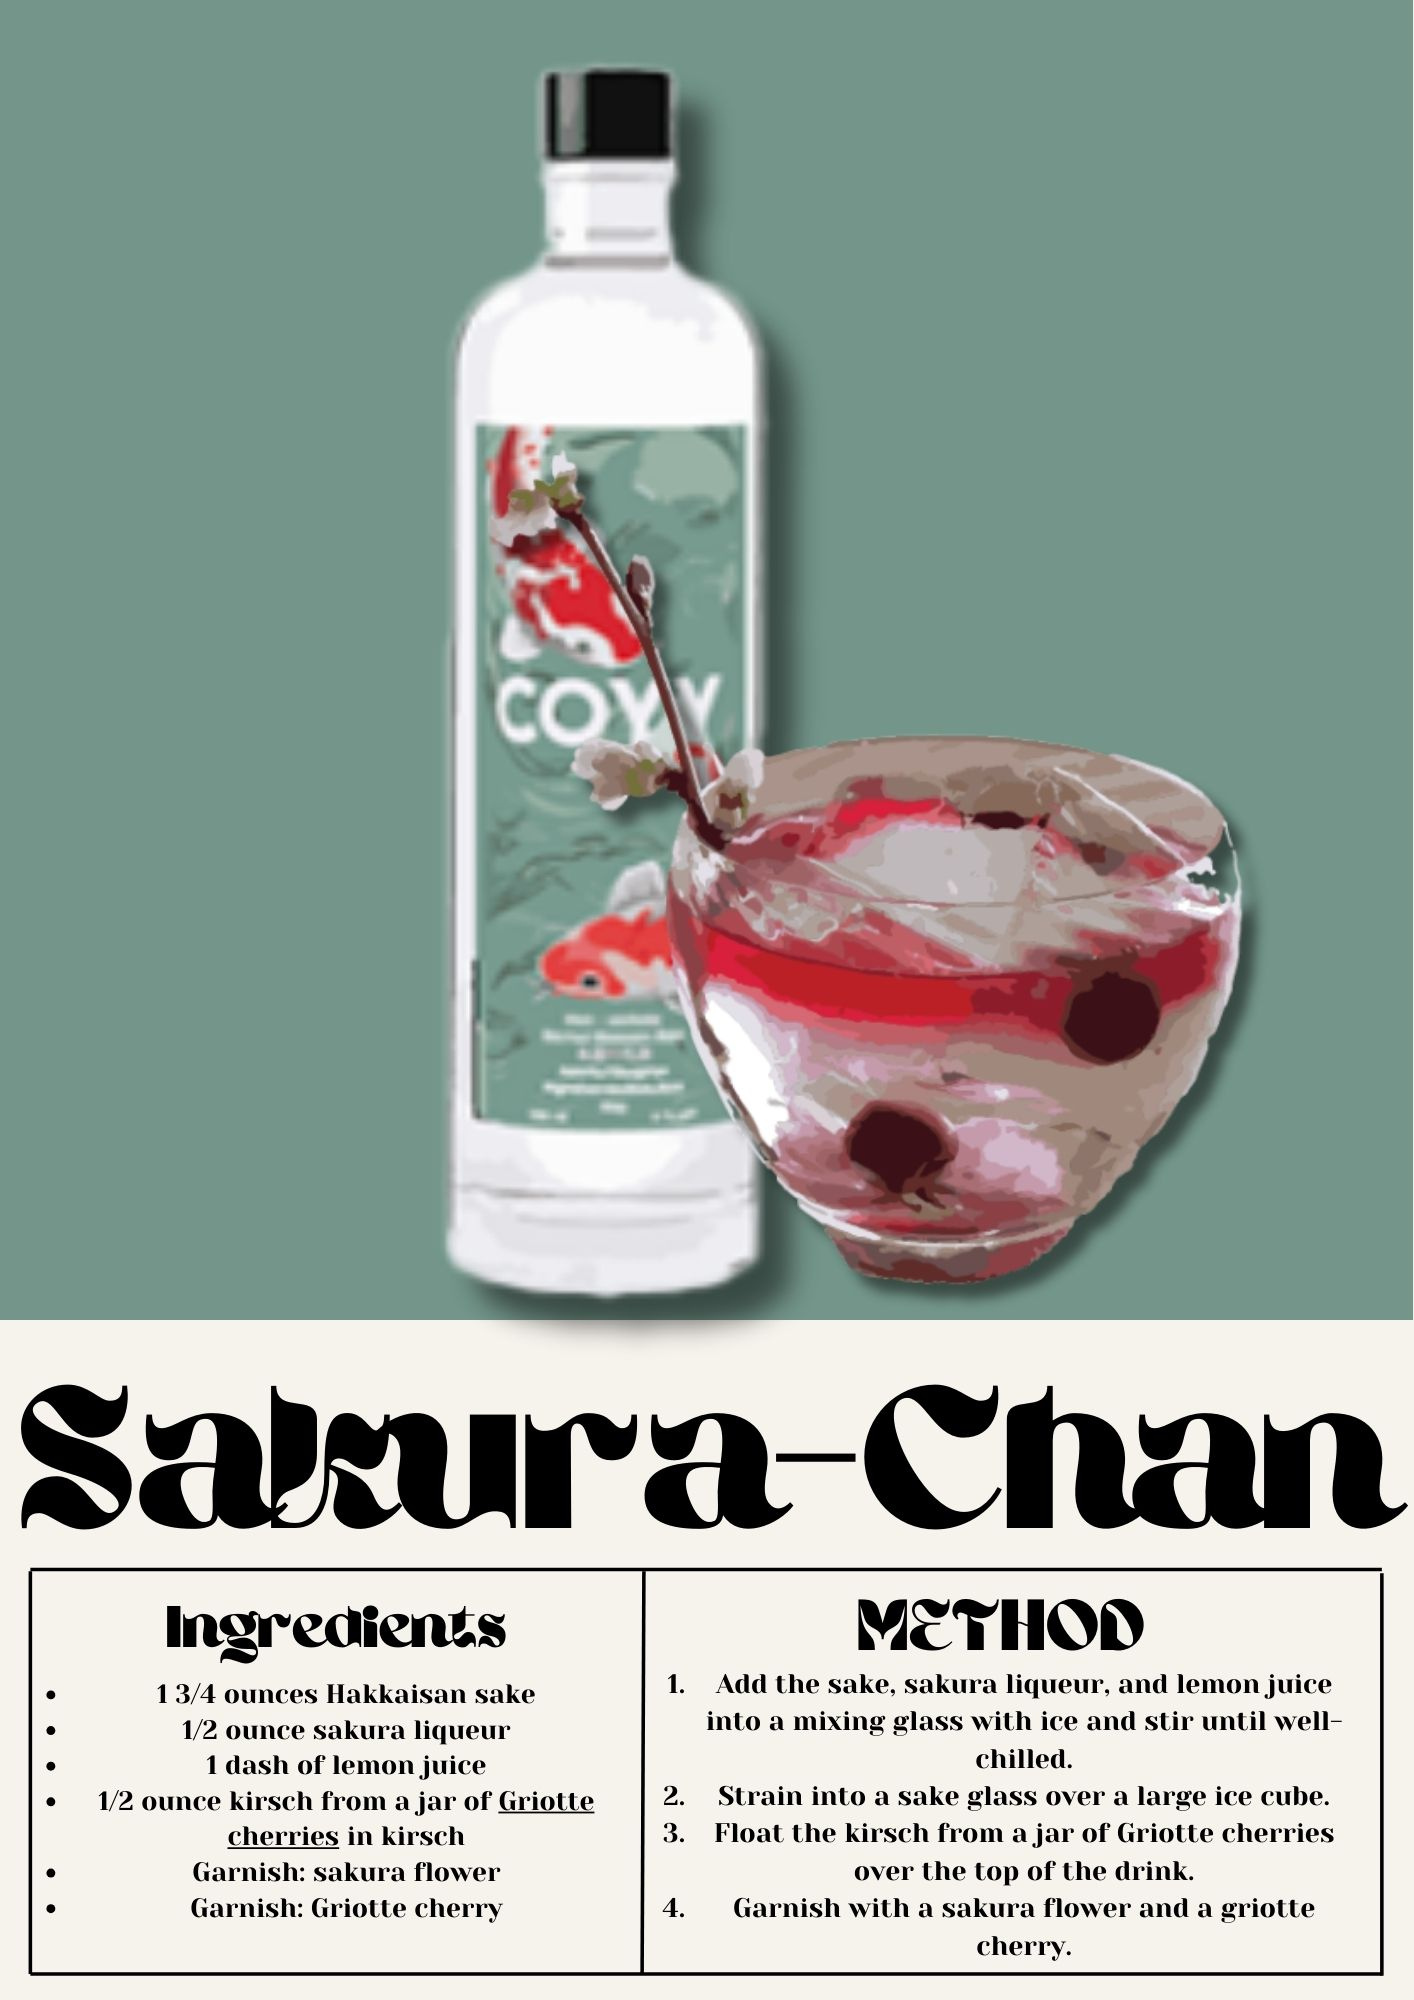 COYY
Sakura-Chan
Ingredients
• 1 3/4 ounces Hakkaisan sake
• 1/2 ounce sakura liqueur
• 1 dash of lemon juice
• 1/2 ounce kirsch from a jar of Griotte
cherries in kirsch
• Garnish: sakura flower
• Garnish: Griotte cherry
METHOD
1. Add the sake, sakura liqueur, and lemon juice
into a mixing glass with ice and stir until well-
chilled.
2. Strain into a sake glass over a large ice cube.
3. Float the kirsch from a jar of Griotte cherries
over the top of the drink.
4. Garnish with a sakura flower and a griotte
cherry.